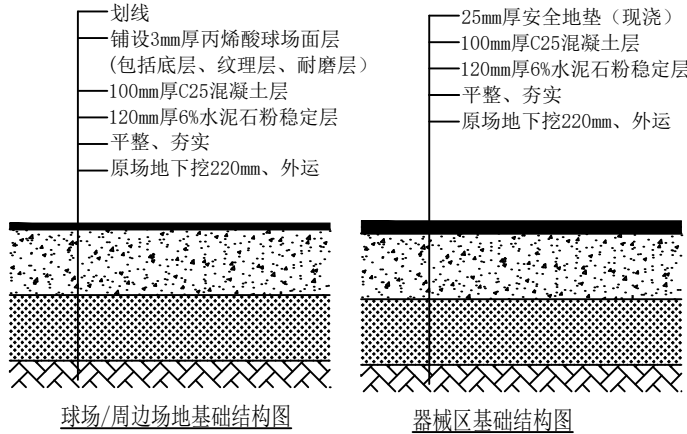 划线
铺设3mm厚丙烯酸球场面层
(包括底层、纹理层、耐磨层）
100mm厚C25混凝土层
120mm厚6%水泥石粉稳定层
平整、夯实
原场地下挖220mm、外运
球场/周边场地基础结构图
25mm厚安全地垫（现浇）
100mm厚C25混凝土层
120mm厚6%水泥石粉稳定层
平整、夯实
原场地下挖220mm、外运
器械区基础结构图